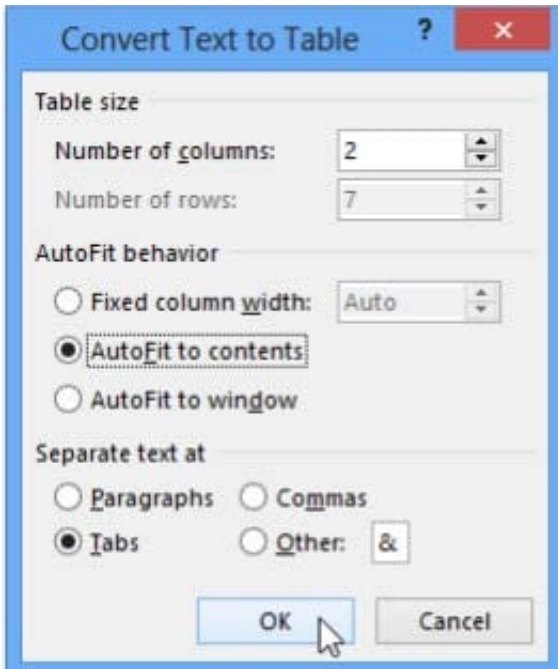 Convert Text to Table ?
Table size
Number of columns: 2
Number of rows: 7
AutoFit behavior
Fixed column width: Auto
AutoFit to contents
AutoFit to window
Separate text at
Paragraphs Commas
Tabs Other: &
OK Cancel